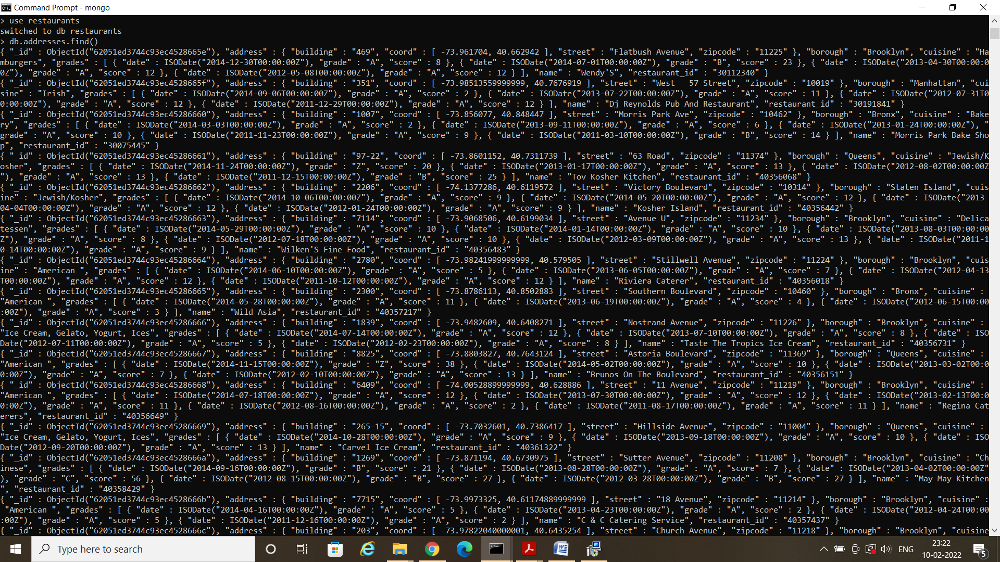 Command Prompt - mongo
> use restaurants
switched to db restaurants
> db.addresses.find()
{ "_id" : ObjectId("62051ed3744c93ec4528665e"), "address" : { "building" : "469", "coord" : [ -73.961704, 40.662942 ], "street" : "Flatbush Avenue", "zipcode" : "11225" }, "borough" : "Brooklyn", "cuisine" : "Ha
mburgers", "grades" : [ { "date" : ISODate("2014-12-30T00:00:00Z"), "grade" : "A", "score" : 8 }, { "date" : ISODate("2014-07-01T00:00:00Z"), "grade" : "B", "score" : 23 }, { "date" : ISODate("2013-04-30T00:00:0
0Z"), "grade" : "A", "score" : 12 }, { "date" : ISODate("2012-05-08T00:00:00Z"), "grade" : "A", "score" : 12 } ], "name" : "Wendy'S", "restaurant_id" : "30112340" }
{ "_id" : ObjectId("62051ed3744c93ec4528665f"), "address" : { "building" : "351", "coord" : [ -73.98513559999999, 40.7676919 ], "street" : "West   57 Street", "zipcode" : "10019" }, "borough" : "Manhattan", "cui
sine" : "Irish", "grades" : [ { "date" : ISODate("2014-09-06T00:00:00Z"), "grade" : "A", "score" : 2 }, { "date" : ISODate("2013-07-22T00:00:00Z"), "grade" : "A", "score" : 11 }, { "date" : ISODate("2012-07-31T0
0:00:00Z"), "grade" : "A", "score" : 12 }, { "date" : ISODate("2011-12-29T00:00:00Z"), "grade" : "A", "score" : 12 } ], "name" : "Dj Reynolds Pub And Restaurant", "restaurant_id" : "30191841" }
{ "_id" : ObjectId("62051ed3744c93ec45286660"), "address" : { "building" : "1007", "coord" : [ -73.856077, 40.848447 ], "street" : "Morris Park Ave", "zipcode" : "10462" }, "borough" : "Bronx", "cuisine" : "Bake
ry", "grades" : [ { "date" : ISODate("2014-03-03T00:00:00Z"), "grade" : "A", "score" : 2 }, { "date" : ISODate("2013-09-11T00:00:00Z"), "grade" : "A", "score" : 6 }, { "date" : ISODate("2013-01-24T00:00:00Z"), "
grade" : "A", "score" : 10 }, { "date" : ISODate("2011-11-23T00:00:00Z"), "grade" : "A", "score" : 9 }, { "date" : ISODate("2011-03-10T00:00:00Z"), "grade" : "B", "score" : 14 } ], "name" : "Morris Park Bake Sho
p", "restaurant_id" : "30075445" }
{ "_id" : ObjectId("62051ed3744c93ec45286661"), "address" : { "building" : "97-22", "coord" : [ -73.8601152, 40.7311739 ], "street" : "63 Road", "zipcode" : "11374" }, "borough" : "Queens", "cuisine" : "Jewish/K
osher", "grades" : [ { "date" : ISODate("2014-11-24T00:00:00Z"), "grade" : "Z", "score" : 20 }, { "date" : ISODate("2013-01-17T00:00:00Z"), "grade" : "A", "score" : 13 }, { "date" : ISODate("2012-08-02T00:00:00Z
"), "grade" : "A", "score" : 13 }, { "date" : ISODate("2011-12-15T00:00:00Z"), "grade" : "B", "score" : 25 } ], "name" : "Tov Kosher Kitchen", "restaurant_id" : "40356068" }
{ "_id" : ObjectId("62051ed3744c93ec45286662"), "address" : { "building" : "2206", "coord" : [ -74.1377286, 40.6119572 ], "street" : "Victory Boulevard", "zipcode" : "10314" }, "borough" : "Staten Island", "cuis
ine" : "Jewish/Kosher", "grades" : [ { "date" : ISODate("2014-10-06T00:00:00Z"), "grade" : "A", "score" : 9 }, { "date" : ISODate("2014-05-20T00:00:00Z"), "grade" : "A", "score" : 12 }, { "date" : ISODate("2013-
04-04T00:00:00Z"), "grade" : "A", "score" : 12 }, { "date" : ISODate("2012-01-24T00:00:00Z"), "grade" : "A", "score" : 9 } ], "name" : "Kosher Island", "restaurant_id" : "40356442" }
{ "_id" : ObjectId("62051ed3744c93ec45286663"), "address" : { "building" : "7114", "coord" : [ -73.9068506, 40.6199034 ], "street" : "Avenue U", "zipcode" : "11234" }, "borough" : "Brooklyn", "cuisine" : "Delica
tessen", "grades" : [ { "date" : ISODate("2014-05-29T00:00:00Z"), "grade" : "A", "score" : 10 }, { "date" : ISODate("2014-01-14T00:00:00Z"), "grade" : "A", "score" : 10 }, { "date" : ISODate("2013-08-03T00:00:00
Z"), "grade" : "A", "score" : 8 }, { "date" : ISODate("2012-07-18T00:00:00Z"), "grade" : "A", "score" : 10 }, { "date" : ISODate("2012-03-09T00:00:00Z"), "grade" : "A", "score" : 13 }, { "date" : ISODate("2011-1
0-14T00:00:00Z"), "grade" : "A", "score" : 9 } ], "name" : "Wilken'S Fine Food", "restaurant_id" : "40356483" }
{ "_id" : ObjectId("62051ed3744c93ec45286664"), "address" : { "building" : "2780", "coord" : [ -73.98241999999999, 40.579505 ], "street" : "Stillwell Avenue", "zipcode" : "11224" }, "borough" : "Brooklyn", "cuis
ine" : "American ", "grades" : [ { "date" : ISODate("2014-06-10T00:00:00Z"), "grade" : "A", "score" : 5 }, { "date" : ISODate("2013-06-05T00:00:00Z"), "grade" : "A", "score" : 7 }, { "date" : ISODate("2012-04-13
T00:00:00Z"), "grade" : "A", "score" : 12 }, { "date" : ISODate("2011-10-12T00:00:00Z"), "grade" : "A", "score" : 12 } ], "name" : "Riviera Caterer", "restaurant_id" : "40356018" }
{ "_id" : ObjectId("62051ed3744c93ec45286665"), "address" : { "building" : "2300", "coord" : [ -73.8786113, 40.8502883 ], "street" : "Southern Boulevard", "zipcode" : "10460" }, "borough" : "Bronx", "cuisine" :
"American ", "grades" : [ { "date" : ISODate("2014-05-28T00:00:00Z"), "grade" : "A", "score" : 11 }, { "date" : ISODate("2013-06-19T00:00:00Z"), "grade" : "A", "score" : 4 }, { "date" : ISODate("2012-06-15T00:00
:00Z"), "grade" : "A", "score" : 3 } ], "name" : "Wild Asia", "restaurant_id" : "40357217" }
{ "_id" : ObjectId("62051ed3744c93ec45286666"), "address" : { "building" : "1839", "coord" : [ -73.9482609, 40.6408271 ], "street" : "Nostrand Avenue", "zipcode" : "11226" }, "borough" : "Brooklyn", "cuisine" :
"Ice Cream, Gelato, Yogurt, Ices", "grades" : [ { "date" : ISODate("2014-07-14T00:00:00Z"), "grade" : "A", "score" : 12 }, { "date" : ISODate("2013-07-10T00:00:00Z"), "grade" : "A", "score" : 8 }, { "date" : ISO
Date("2012-07-11T00:00:00Z"), "grade" : "A", "score" : 5 }, { "date" : ISODate("2012-02-23T00:00:00Z"), "grade" : "A", "score" : 8 } ], "name" : "Taste The Tropics Ice Cream", "restaurant_id" : "40356731" }
{ "_id" : ObjectId("62051ed3744c93ec45286667"), "address" : { "building" : "8825", "coord" : [ -73.8803827, 40.7643124 ], "street" : "Astoria Boulevard", "zipcode" : "11369" }, "borough" : "Queens", "cuisine" :
"American ", "grades" : [ { "date" : ISODate("2014-11-15T00:00:00Z"), "grade" : "Z", "score" : 38 }, { "date" : ISODate("2014-05-02T00:00:00Z"), "grade" : "A", "score" : 10 }, { "date" : ISODate("2013-03-02T00:0
0:00Z"), "grade" : "A", "score" : 7 }, { "date" : ISODate("2012-02-10T00:00:00Z"), "grade" : "A", "score" : 13 } ], "name" : "Brunos On The Boulevard", "restaurant_id" : "40356151" }
{ "_id" : ObjectId("62051ed3744c93ec45286668"), "address" : { "building" : "6409", "coord" : [ -74.00528899999999, 40.628886 ], "street" : "11 Avenue", "zipcode" : "11219" }, "borough" : "Brooklyn", "cuisine" :
"American ", "grades" : [ { "date" : ISODate("2014-07-18T00:00:00Z"), "grade" : "A", "score" : 12 }, { "date" : ISODate("2013-07-30T00:00:00Z"), "grade" : "A", "score" : 12 }, { "date" : ISODate("2013-02-13T00:0
0:00Z"), "grade" : "A", "score" : 11 }, { "date" : ISODate("2012-08-16T00:00:00Z"), "grade" : "A", "score" : 2 }, { "date" : ISODate("2011-08-17T00:00:00Z"), "grade" : "A", "score" : 11 } ], "name" : "Regina Cat
erers", "restaurant_id" : "40356649" }
{ "_id" : ObjectId("62051ed3744c93ec45286669"), "address" : { "building" : "265-15", "coord" : [ -73.7032601, 40.7386417 ], "street" : "Hillside Avenue", "zipcode" : "11004" }, "borough" : "Queens", "cuisine" :
"Ice Cream, Gelato, Yogurt, Ices", "grades" : [ { "date" : ISODate("2014-10-28T00:00:00Z"), "grade" : "A", "score" : 9 }, { "date" : ISODate("2013-09-18T00:00:00Z"), "grade" : "A", "score" : 10 }, { "date" : ISO
Date("2012-09-20T00:00:00Z"), "grade" : "A", "score" : 13 } ], "name" : "Carvel Ice Cream", "restaurant_id" : "40361322" }
{ "_id" : ObjectId("62051ed3744c93ec4528666a"), "address" : { "building" : "1269", "coord" : [ -73.871194, 40.6730975 ], "street" : "Sutter Avenue", "zipcode" : "11208" }, "borough" : "Brooklyn", "cuisine" : "Ch
inese", "grades" : [ { "date" : ISODate("2014-09-16T00:00:00Z"), "grade" : "B", "score" : 21 }, { "date" : ISODate("2013-08-28T00:00:00Z"), "grade" : "A", "score" : 7 }, { "date" : ISODate("2013-04-02T00:00:00Z"
), "grade" : "C", "score" : 56 }, { "date" : ISODate("2012-08-15T00:00:00Z"), "grade" : "B", "score" : 27 }, { "date" : ISODate("2012-03-28T00:00:00Z"), "grade" : "B", "score" : 27 } ], "name" : "May May Kitchen
", "restaurant_id" : "40358429" }
{ "_id" : ObjectId("62051ed3744c93ec4528666b"), "address" : { "building" : "7715", "coord" : [ -73.9973325, 40.61174889999999 ], "street" : "18 Avenue", "zipcode" : "11214" }, "borough" : "Brooklyn", "cuisine" :
 "American ", "grades" : [ { "date" : ISODate("2014-04-16T00:00:00Z"), "grade" : "A", "score" : 5 }, { "date" : ISODate("2013-04-23T00:00:00Z"), "grade" : "A", "score" : 2 }, { "date" : ISODate("2012-04-24T00:00
:00Z"), "grade" : "A", "score" : 5 }, { "date" : ISODate("2011-12-16T00:00:00Z"), "grade" : "A", "score" : 2 } ], "name" : "C & C Catering Service", "restaurant_id" : "40357437" }
{ "_id" : ObjectId("62051ed3744c93ec4528666c"), "address" : { "building" : "203", "coord" : [ -73.97822040000001, 40.6435254 ], "street" : "Church Avenue", "zipcode" : "11218" }, "borough" : "Brooklyn", "cuisine
Type here to search
ENG
23:22
10-02-2022
5